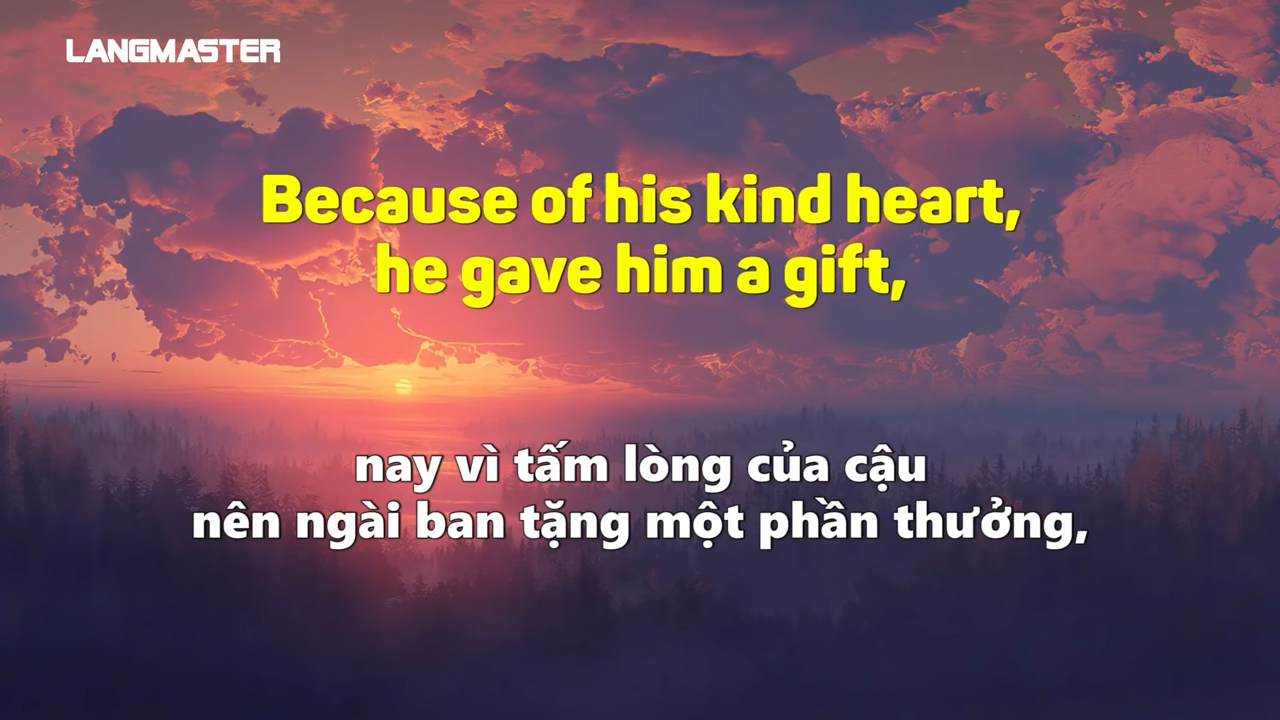 LANGMASTER
Because of his kind heart,
he gave him a gift,
nay vì tấm lòng của cậu
nên ngài ban tặng một phần thưởng,